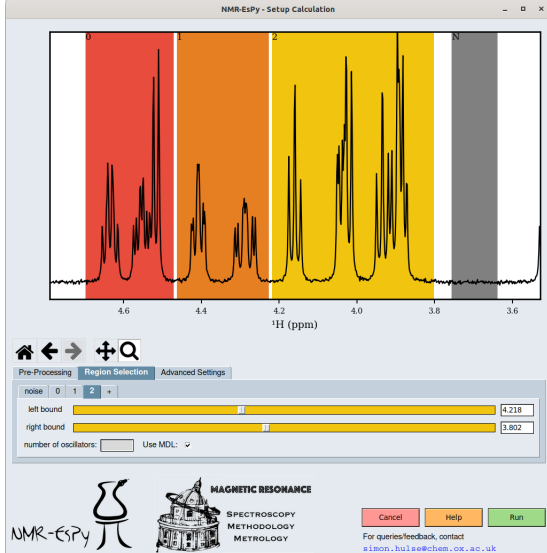 NMR-EsPy - Setup Calculation
0 1 2 N
4.6 4.4 4.2 4.0 3.8 3.6
¹H (ppm)
Pre-Processing Region Selection Advanced Settings
noise 0 1 2 +
left bound 4.218
right bound 3.802
number of oscillators: Use MDL:
NMR-EsPy
MAGNETIC RESONANCE
SPECTROSCOPY
METHODOLOGY
METROLOGY
Cancel Help Run
For queries/feedback, contact
simon.hulse@chem.ox.ac.uk